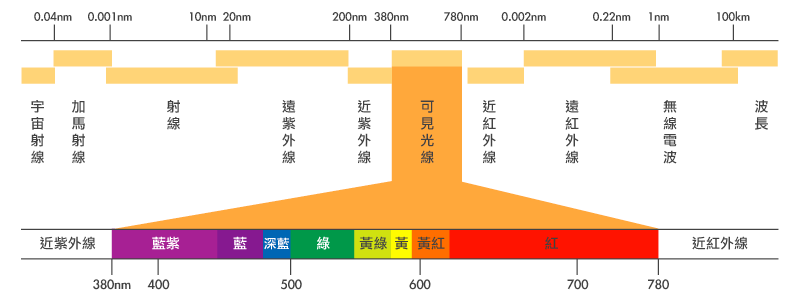 0.04nm 0.001nm 10nm 20nm 200nm 380nm 780nm 0.002nm 0.22nm 1nm 100km
宇宙射線
加馬射線
射線
遠紫外線
近紫外線
可見光線
近紅外線
遠紅外線
無線電波
波長
近紫外線 藍紫 藍 深藍 綠 黃綠 黃 黃紅 紅 近紅外線
380nm 400 500 600 700 780